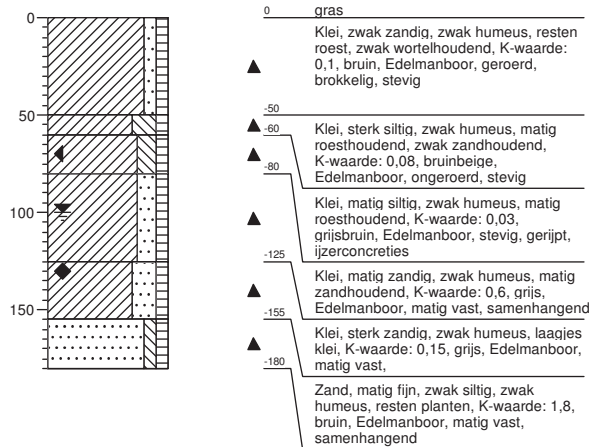 0
50
100
150
0
gras
Klei, zwak zandig, zwak humeus, resten
roest, zwak wortelhoudend, K-waarde:
0,1, bruin, Edelmanboor, geroerd,
brokkelig, stevig
-50
-60
Klei, sterk siltig, zwak humeus, matig
roesthoudend, zwak zandhoudend,
K-waarde: 0,08, bruinbeige,
Edelmanboor, ongeroerd, stevig
-80
Klei, matig siltig, zwak humeus, matig
roesthoudend, K-waarde: 0,03,
grijsbruin, Edelmanboor, stevig, gerijpt,
ijzerconcreties
-125
Klei, matig zandig, zwak humeus, matig
zandhoudend, K-waarde: 0,6, grijs,
Edelmanboor, matig vast, samenhangend
-155
Klei, sterk zandig, zwak humeus, laagjes
klei, K-waarde: 0,15, grijs, Edelmanboor,
matig vast,
-180
Zand, matig fijn, zwak siltig, zwak
humeus, resten planten, K-waarde: 1,8,
bruin, Edelmanboor, matig vast,
samenhangend